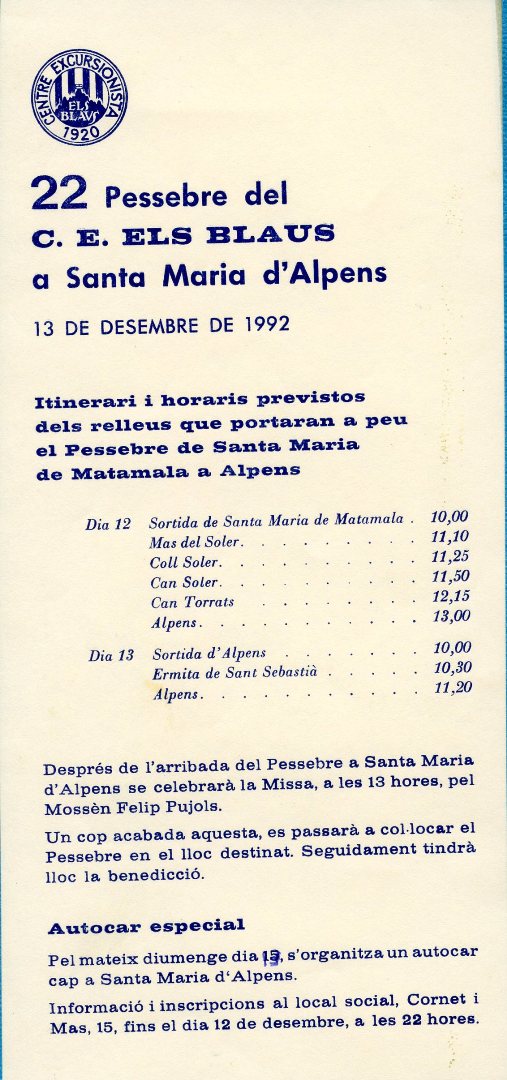 CENTRE EXCURSIONISTA
ELS
BLAUS
1920
22 Pessebre del
C. E. ELS BLAUS
a Santa Maria d'Alpens
13 DE DESEMBRE DE 1992
Itinerari i horaris previstos
dels relleus que portaran a peu
el Pessebre de Santa Maria
de Matamala a Alpens
Dia 12 Sortida de Santa Maria de Matamala . 10,00
Mas del Soler. . . . . . . . . 11,10
Coll Soler. . . . . . . . . . 11,25
Can Soler. . . . . . . . . . 11,50
Can Torrats . . . . . . . . 12,15
Alpens. . . . . . . . . . . 13,00
Dia 13 Sortida d'Alpens . . . . . . . 10,00
Ermita de Sant Sebastià . . . . . 10,30
Alpens. . . . . . . . . . . 11,20
Després de l'arribada del Pessebre a Santa Maria
d'Alpens se celebrarà la Missa, a les 13 hores, pel
Mossèn Felip Pujols.
Un cop acabada aquesta, es passarà a col·locar el
Pessebre en el lloc destinat. Seguidament tindrà
lloc la benedicció.
Autocar especial
Pel mateix diumenge dia 13, s'organitza un autocar
cap a Santa Maria d'Alpens.
Informació i inscripcions al local social, Cornet i
Mas, 15, fins el dia 12 de desembre, a les 22 hores.